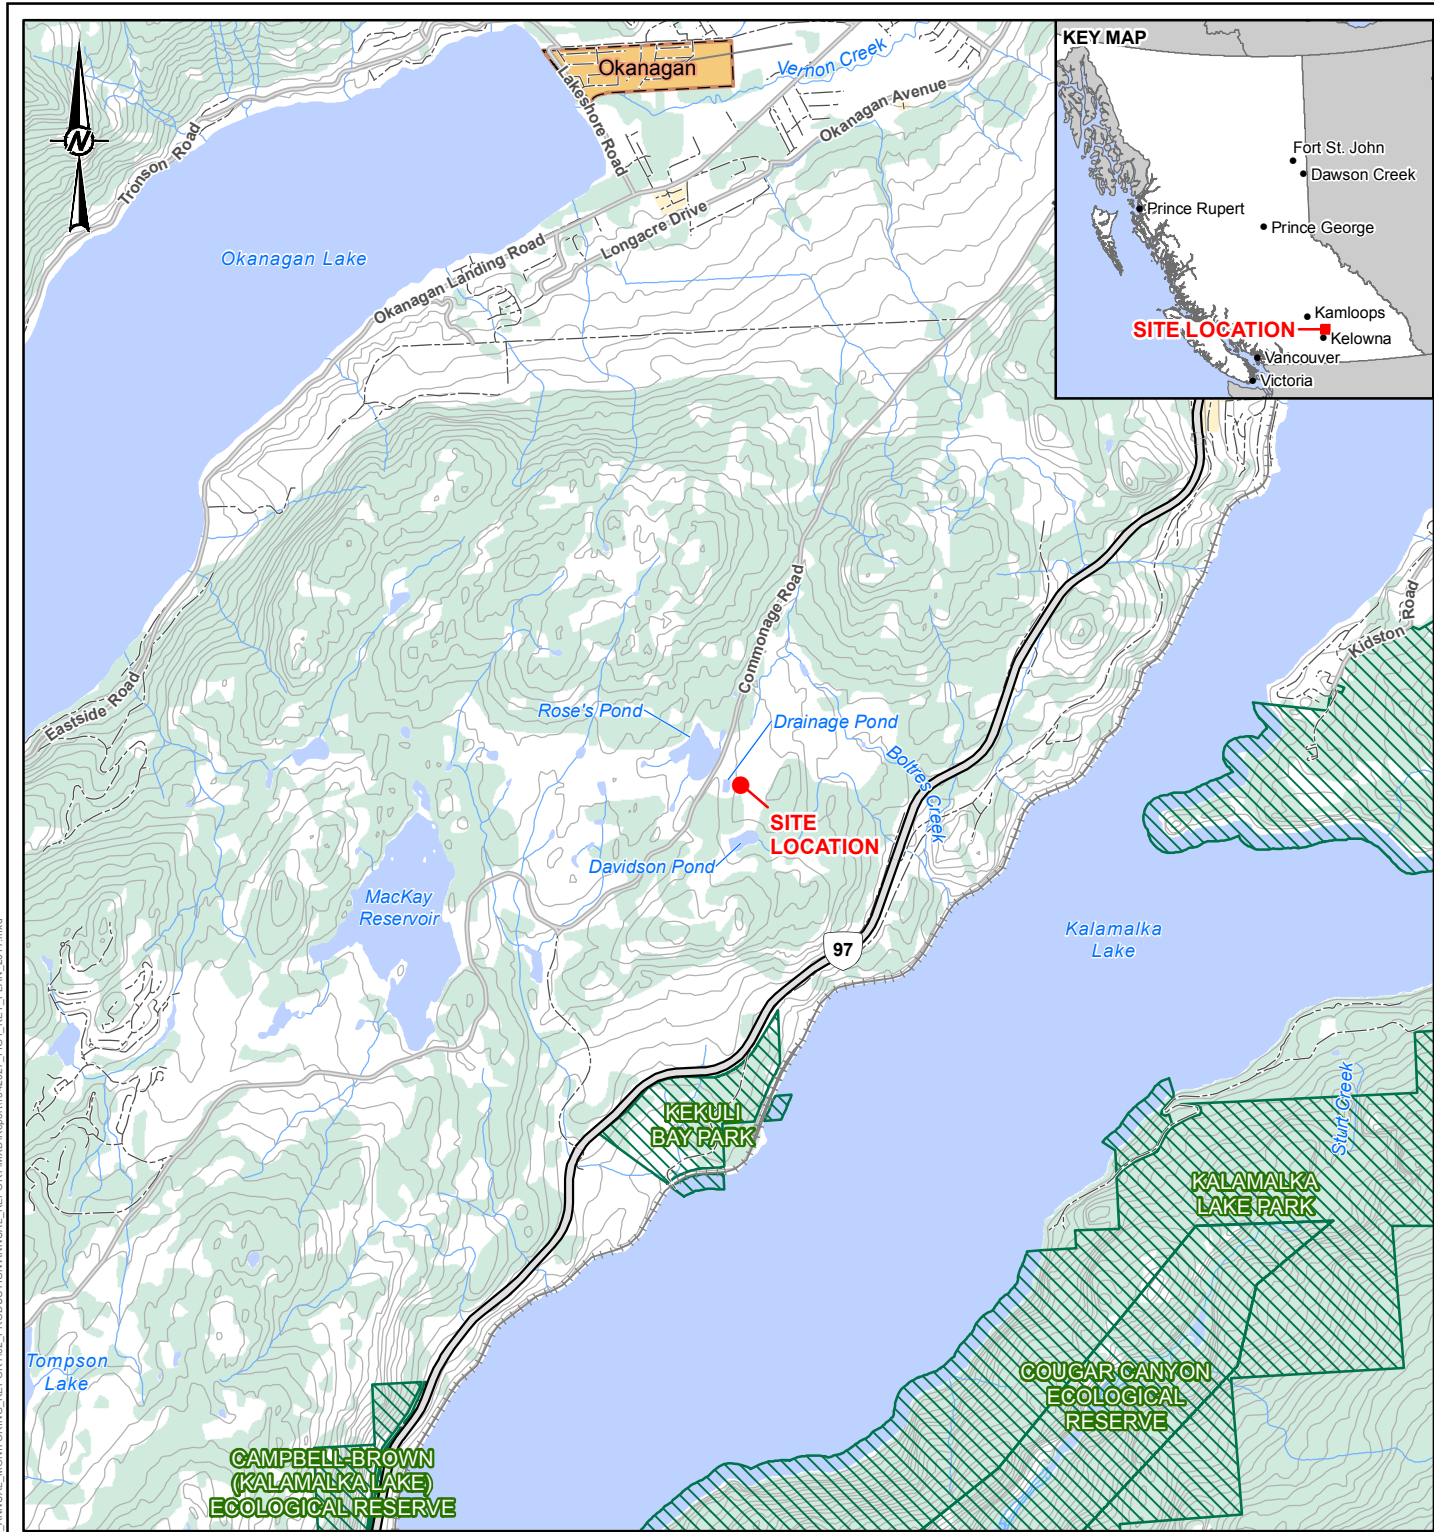 Okanagan
Vernon Creek
Lakeshore Road
Okanagan Avenue
Tronson Road
Okanagan Lake
Longacre Drive
Okanagan Landing Road
KEY MAP
Fort St. John
Dawson Creek
Prince Rupert
Prince George
Kamloops
SITE LOCATION
Kelowna
Vancouver
Victoria
N
Commonage Road
Kidston Road
Eastside Road
Rose's Pond
Drainage Pond
Boltres Creek
SITE
LOCATION
Davidson Pond
MacKay
Reservoir
97
Kalamalka
Lake
KEKULI
BAY PARK
Sturt Creek
KALAMALKA
LAKE PARK
Tompson
Lake
COUGAR CANYON
ECOLOGICAL
RESERVE
CAMPBELL-BROWN
(KALAMALKA LAKE)
ECOLOGICAL RESERVE